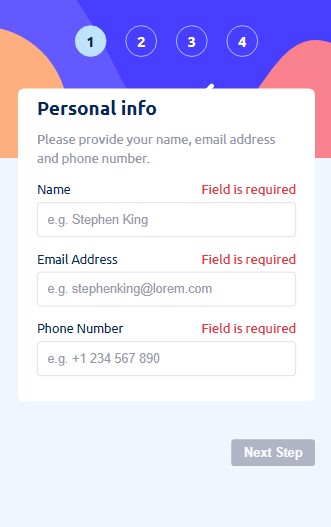 1 2 3 4
Personal info
Please provide your name, email address
and phone number.
Name Field is required
e.g. Stephen King
Email Address Field is required
e.g. stephenking@lorem.com
Phone Number Field is required
e.g. +1 234 567 890
Next Step